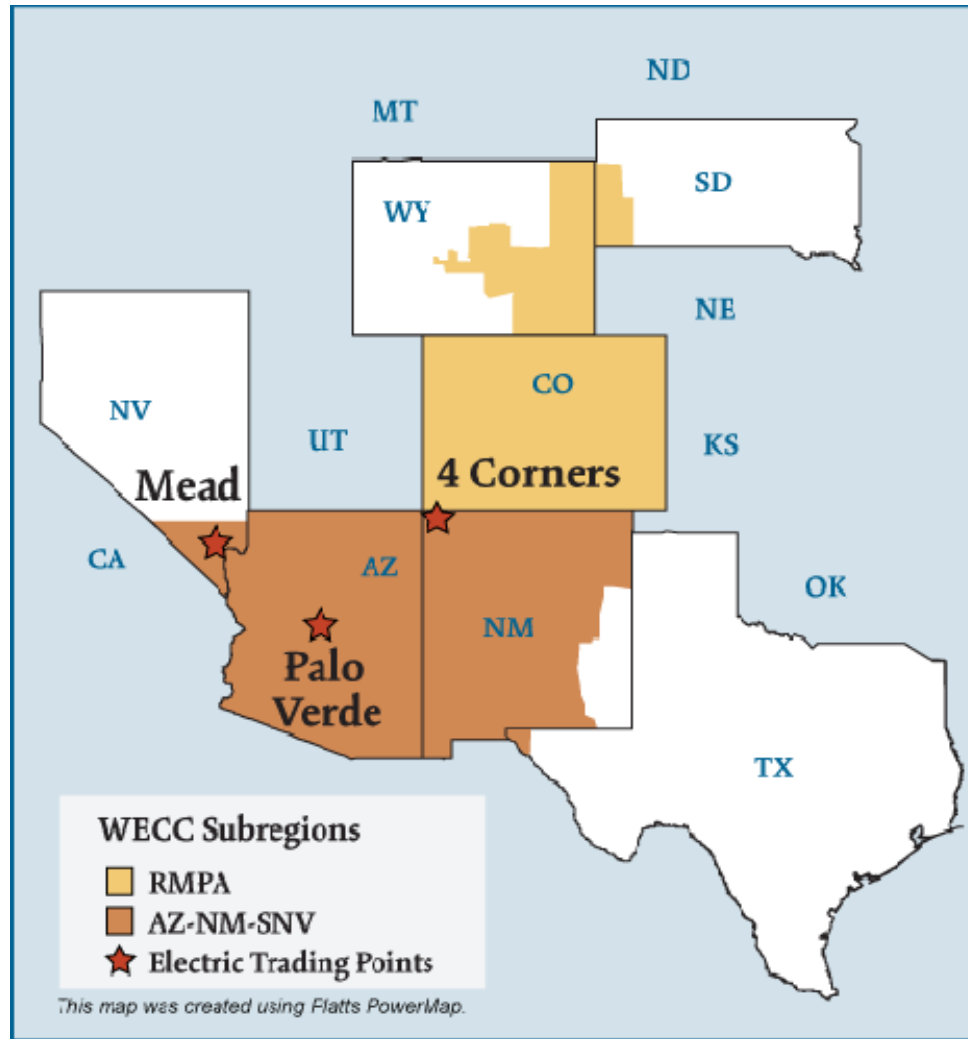 ND
MT
SD
WY
NE
CO
NV
UT
KS
4 Corners
Mead
CA
AZ
OK
NM
Palo
Verde
TX
WECC Subregions
RMPA
AZ-NM-SNV
Electric Trading Points
This map was created using Flatts PowerMap.